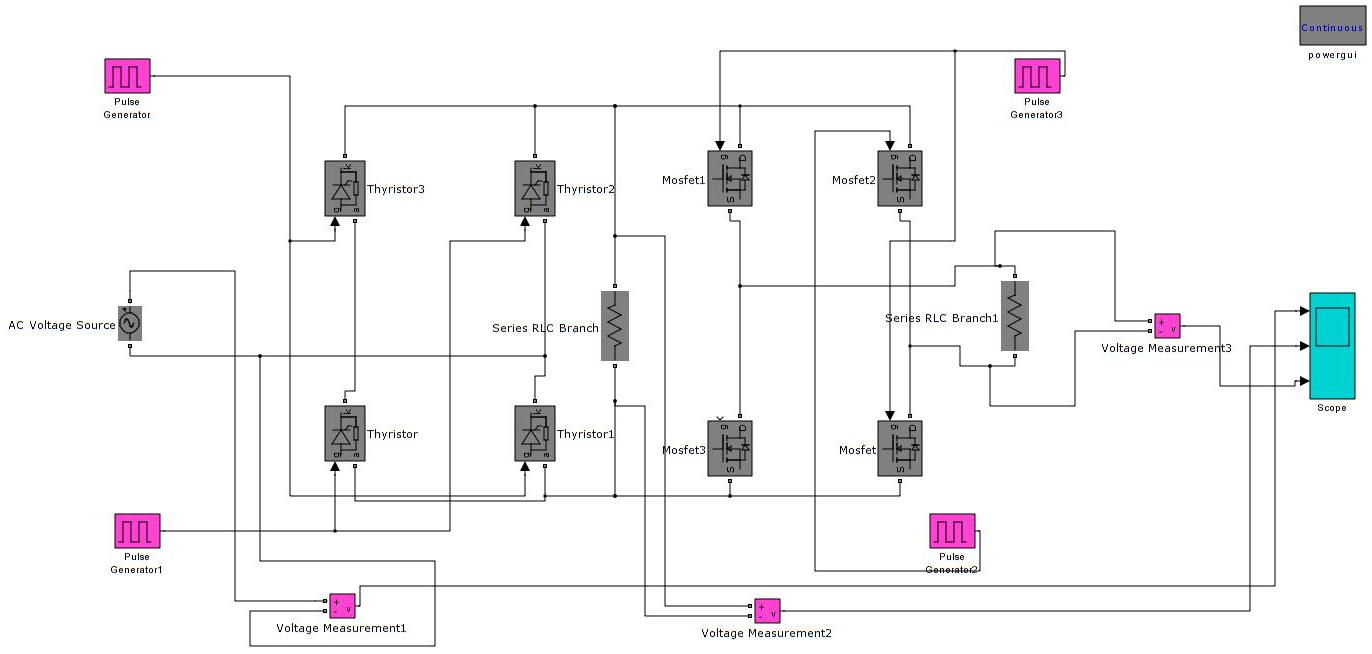 Continuous
powergui
Pulse
Generator
Pulse
Generator3
g
D
S
Mosfet1
g
D
S
Mosfet2
k
g
a
Thyristor3
k
g
a
Thyristor2
AC Voltage Source
Series RLC Branch
Series RLC Branch1
+
-
v
Voltage Measurement3
Scope
k
g
a
Thyristor
k
g
a
Thyristor1
g
D
S
Mosfet3
g
D
S
Mosfet
Pulse
Generator1
Pulse
Generator2
+
-
v
Voltage Measurement1
+
-
v
Voltage Measurement2